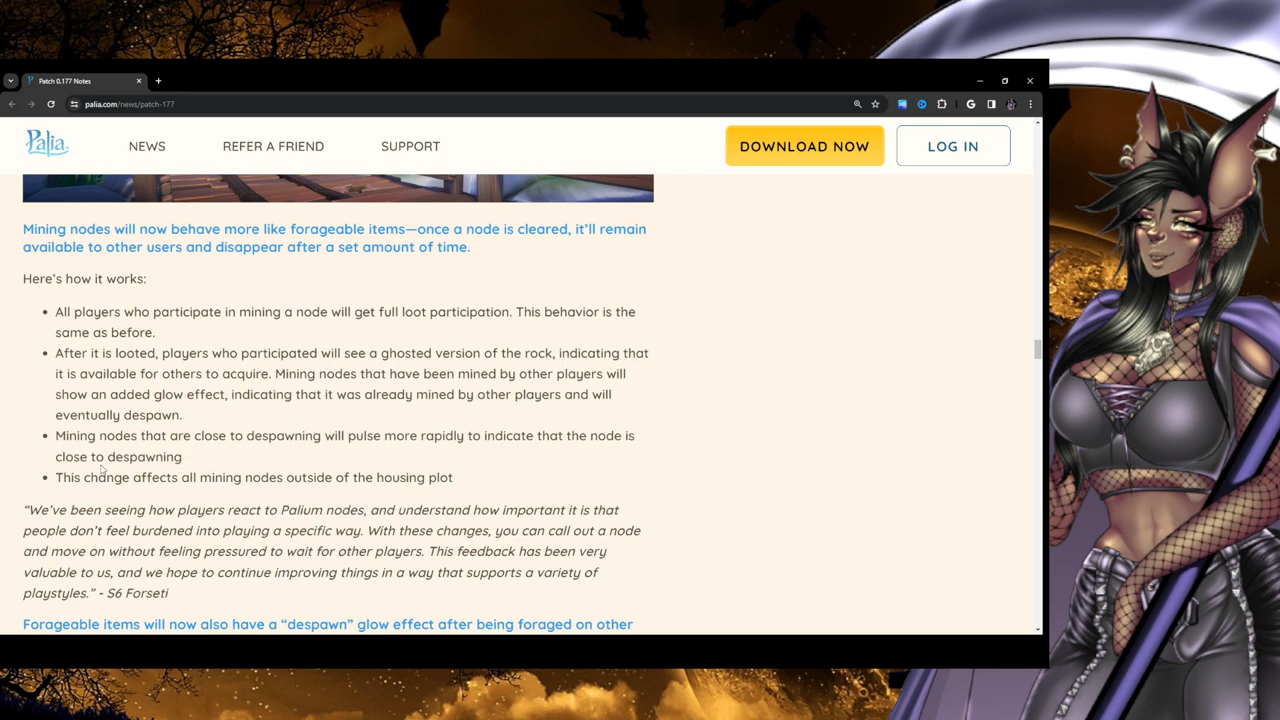 Patch 0.177 Notes
palia.com/news/patch-177
Palia
NEWS
REFER A FRIEND
SUPPORT
DOWNLOAD NOW
LOG IN
Mining nodes will now behave more like forageable items—once a node is cleared, it'll remain
available to other users and disappear after a set amount of time.
Here's how it works:
• All players who participate in mining a node will get full loot participation. This behavior is the
same as before.
• After it is looted, players who participated will see a ghosted version of the rock, indicating that
it is available for others to acquire. Mining nodes that have been mined by other players will
show an added glow effect, indicating that it was already mined by other players and will
eventually despawn.
• Mining nodes that are close to despawning will pulse more rapidly to indicate that the node is
close to despawning
• This change affects all mining nodes outside of the housing plot
“We've been seeing how players react to Palium nodes, and understand how important it is that
people don't feel burdened into playing a specific way. With these changes, you can call out a node
and move on without feeling pressured to wait for other players. This feedback has been very
valuable to us, and we hope to continue improving things in a way that supports a variety of
playstyles.” - S6 Forseti
Forageable items will now also have a “despawn” glow effect after being foraged on other